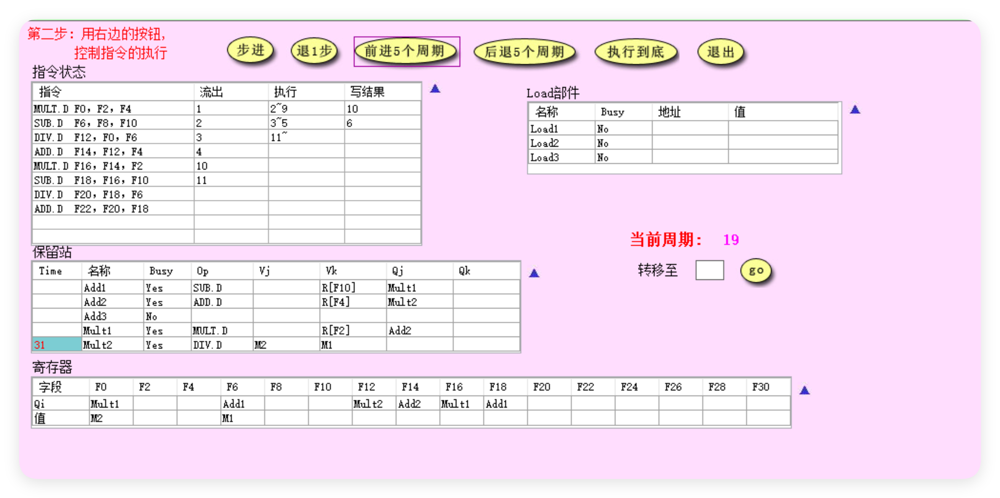 第二步：用右边的按钮，
控制指令的执行
步进 退1步 前进5个周期 后退5个周期 执行到底 退出
指令状态
指令 流出 执行 写结果
MULT.D F0，F2，F4 1 2~9 10
SUB.D F6，F8，F10 2 3~5 6
DIV.D F12，F0，F6 3 11~
ADD.D F14，F12，F4 4
MULT.D F16，F14，F2 10
SUB.D F18，F16，F10 11
DIV.D F20，F18，F6
ADD.D F22，F20，F18
Load部件
名称 Busy 地址 值
Load1 No
Load2 No
Load3 No
当前周期： 19
转移至 go
保留站
Time 名称 Busy Op Vj Vk Qj Qk
Add1 Yes SUB.D R[F10] Mult1
Add2 Yes ADD.D R[F4] Mult2
Add3 No
Mult1 Yes MULT.D R[F2] Add2
31 Mult2 Yes DIV.D M2 M1
寄存器
字段 F0 F2 F4 F6 F8 F10 F12 F14 F16 F18 F20 F22 F24 F26 F28 F30
Qi Mult1 Add1 Mult2 Add2 Mult1 Add1
值 M2 M1